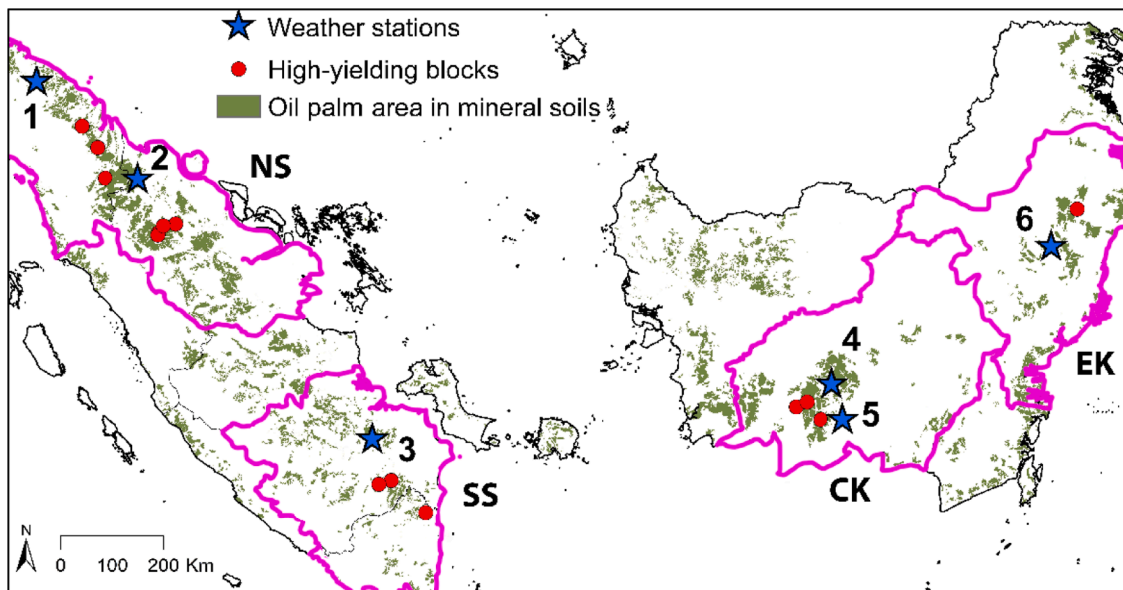 Weather stations
High-yielding blocks
Oil palm area in mineral soils
1
2
NS
3
SS
4
5
CK
6
EK
N
0 100 200 Km